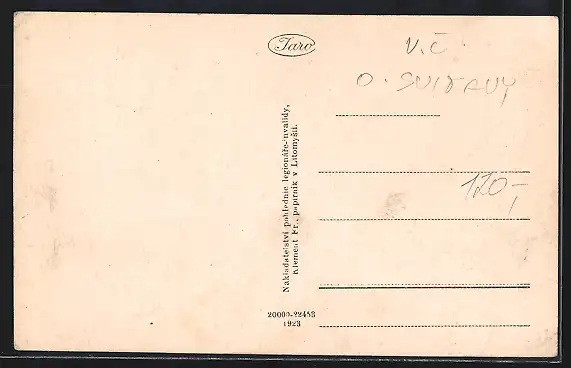 Taro
V.Č.
O. SVITAVY
120,-
Nakladatelství pohlednic legionáře-invalidy,
Klement Fr., papírník v Litomyšli.
20000-22453
1923